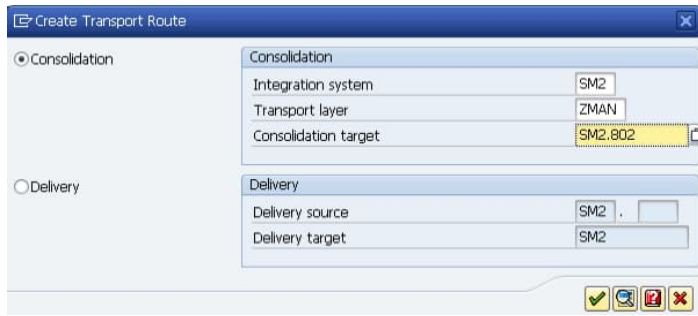 Create Transport Route
Consolidation
Consolidation
Integration system SM2
Transport layer ZMAN
Consolidation target SM2.802
Delivery
Delivery
Delivery source SM2 .
Delivery target SM2